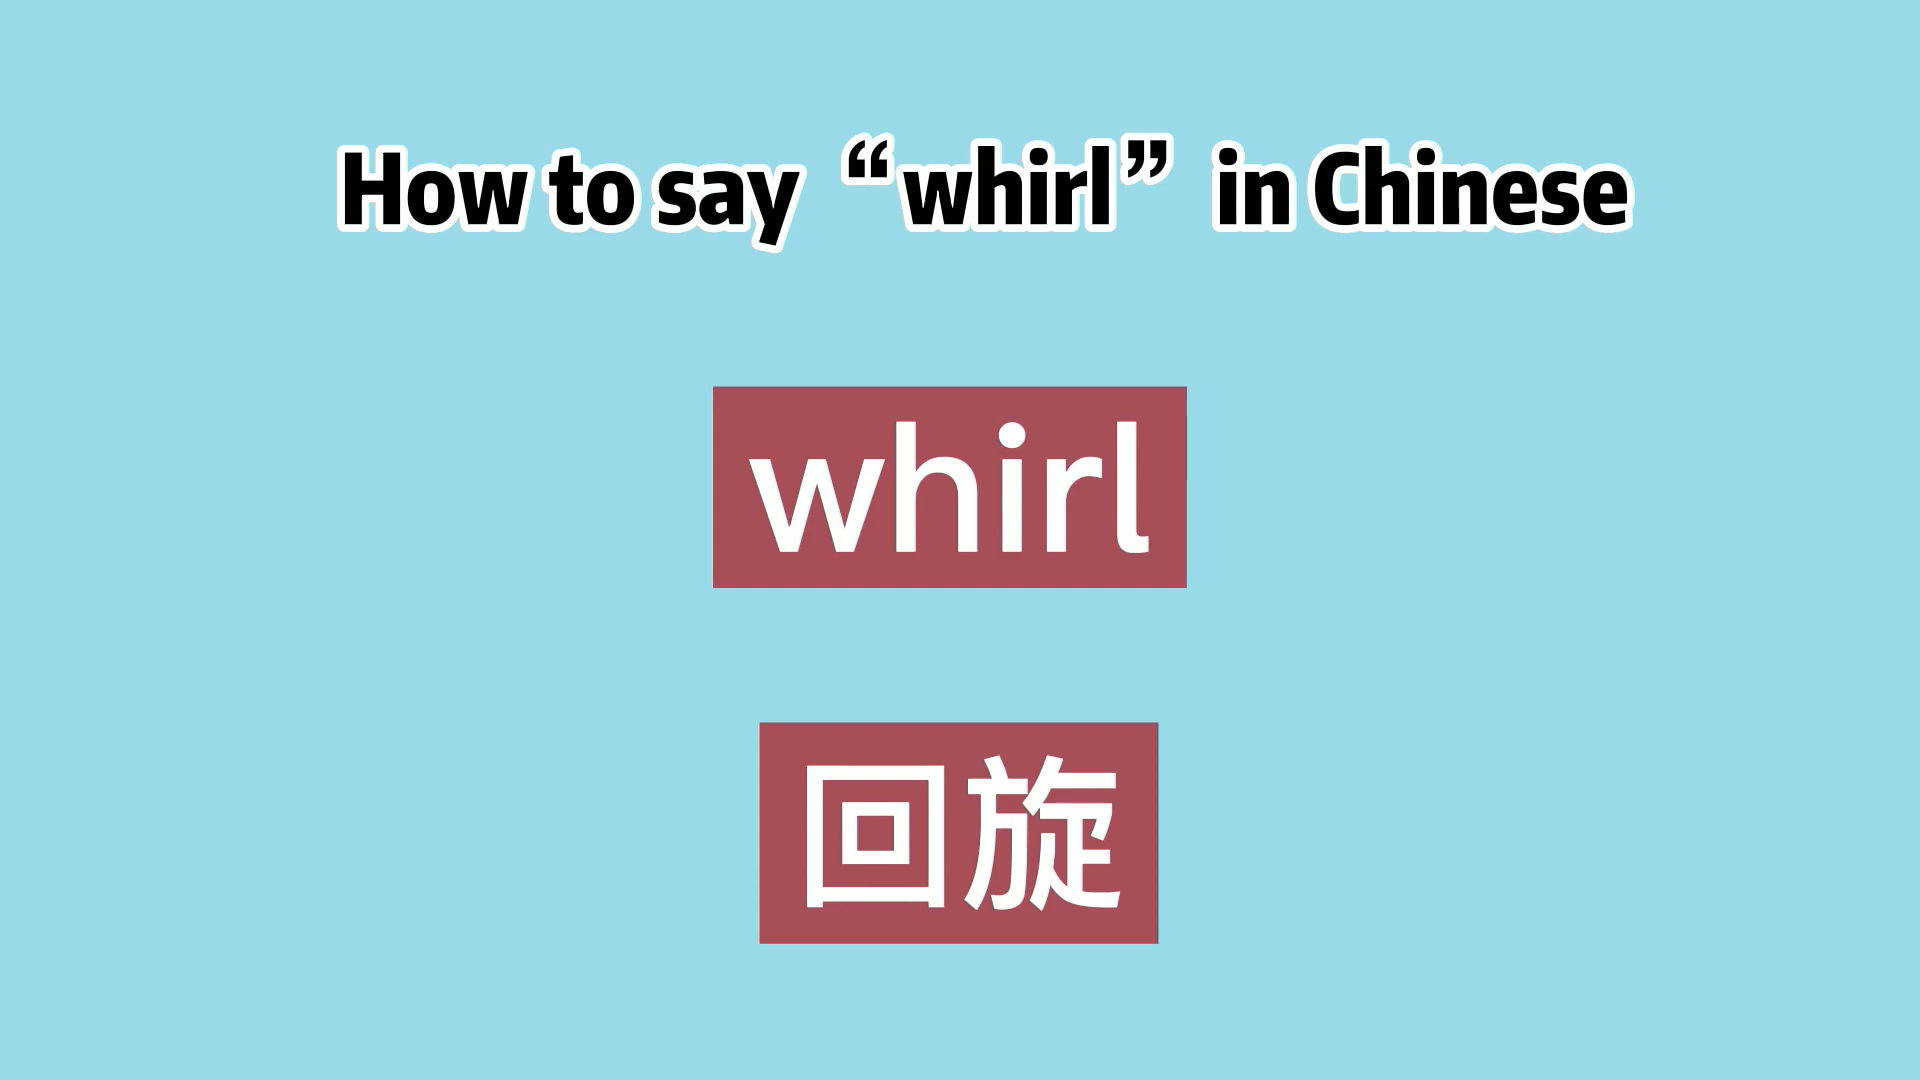 How to say “whirl” in Chinese
whirl
回旋